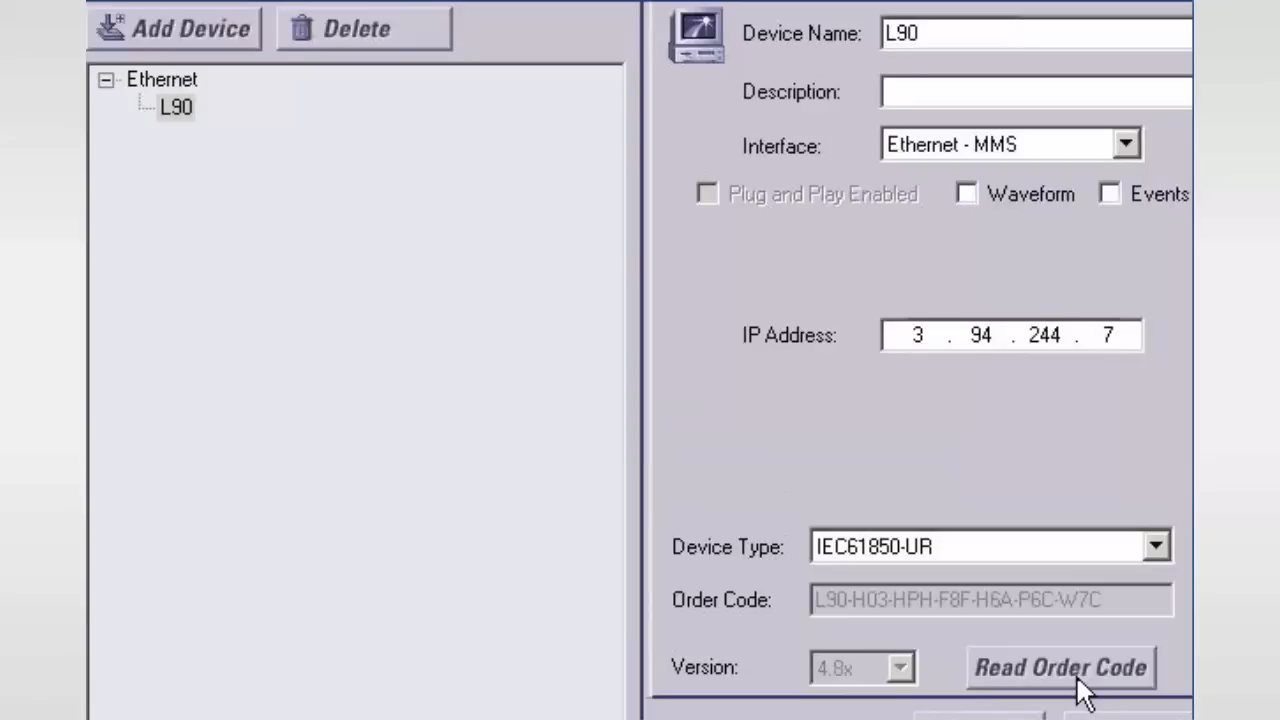 Add Device
Delete
Ethernet
L90
Device Name: L90
Description:
Interface: Ethernet - MMS
Plug and Play Enabled Waveform Events
IP Address: 3 . 94 . 244 . 7
Device Type: IEC61850-UR
Order Code: L90-H03-HPH-F8F-H6A-P6C-W7C
Version: 4.8x Read Order Code